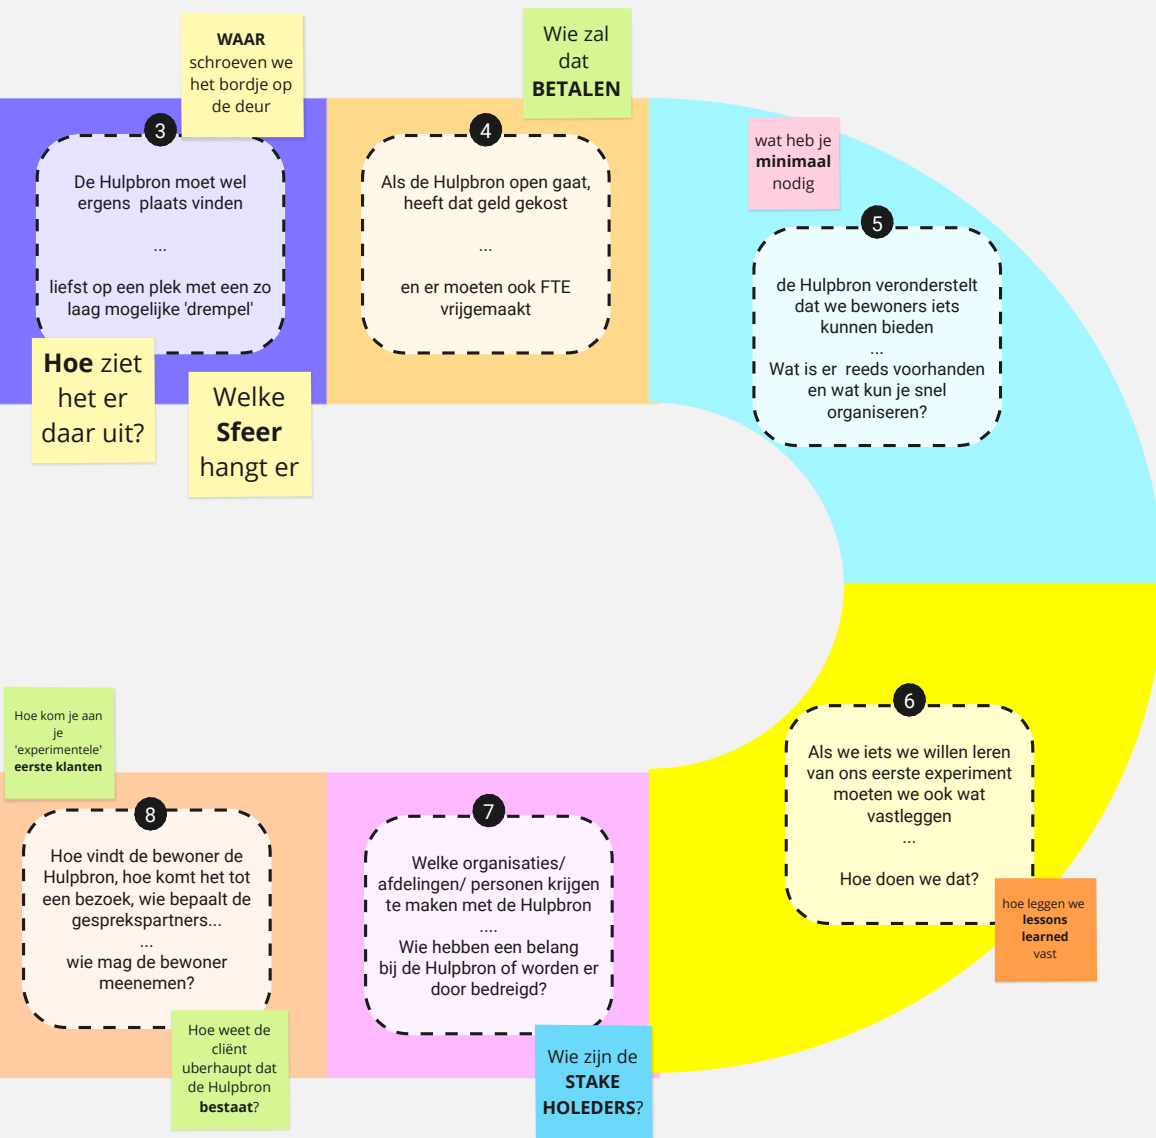 WAAR
schroeven we
het bordje op
de deur
3
De Hulpbron moet wel
ergens plaats vinden
...
liefst op een plek met een zo
laag mogelijke 'drempel'
Hoe ziet
het er
daar uit?
Welke
Sfeer
hangt er
Wie zal
dat
BETALEN
4
Als de Hulpbron open gaat,
heeft dat geld gekost
...
en er moeten ook FTE
vrijgemaakt
wat heb je
minimaal
nodig
5
de Hulpbron veronderstelt
dat we bewoners iets
kunnen bieden
...
Wat is er reeds voorhanden
en wat kun je snel
organiseren?
6
Als we iets we willen leren
van ons eerste experiment
moeten we ook wat
vastleggen
...
Hoe doen we dat?
hoe leggen we
lessons
learned
vast
7
Welke organisaties/
afdelingen/ personen krijgen
te maken met de Hulpbron
....
Wie hebben een belang
bij de Hulpbron of worden er
door bedreigd?
Wie zijn de
STAKE
HOLEDERS?
Hoe kom je aan
je
'experimentele'
eerste klanten
8
Hoe vindt de bewoner de
Hulpbron, hoe komt het tot
een bezoek, wie bepaalt de
gesprekspartners...
...
wie mag de bewoner
meenemen?
Hoe weet de
cliënt
uberhaupt dat
de Hulpbron
bestaat?